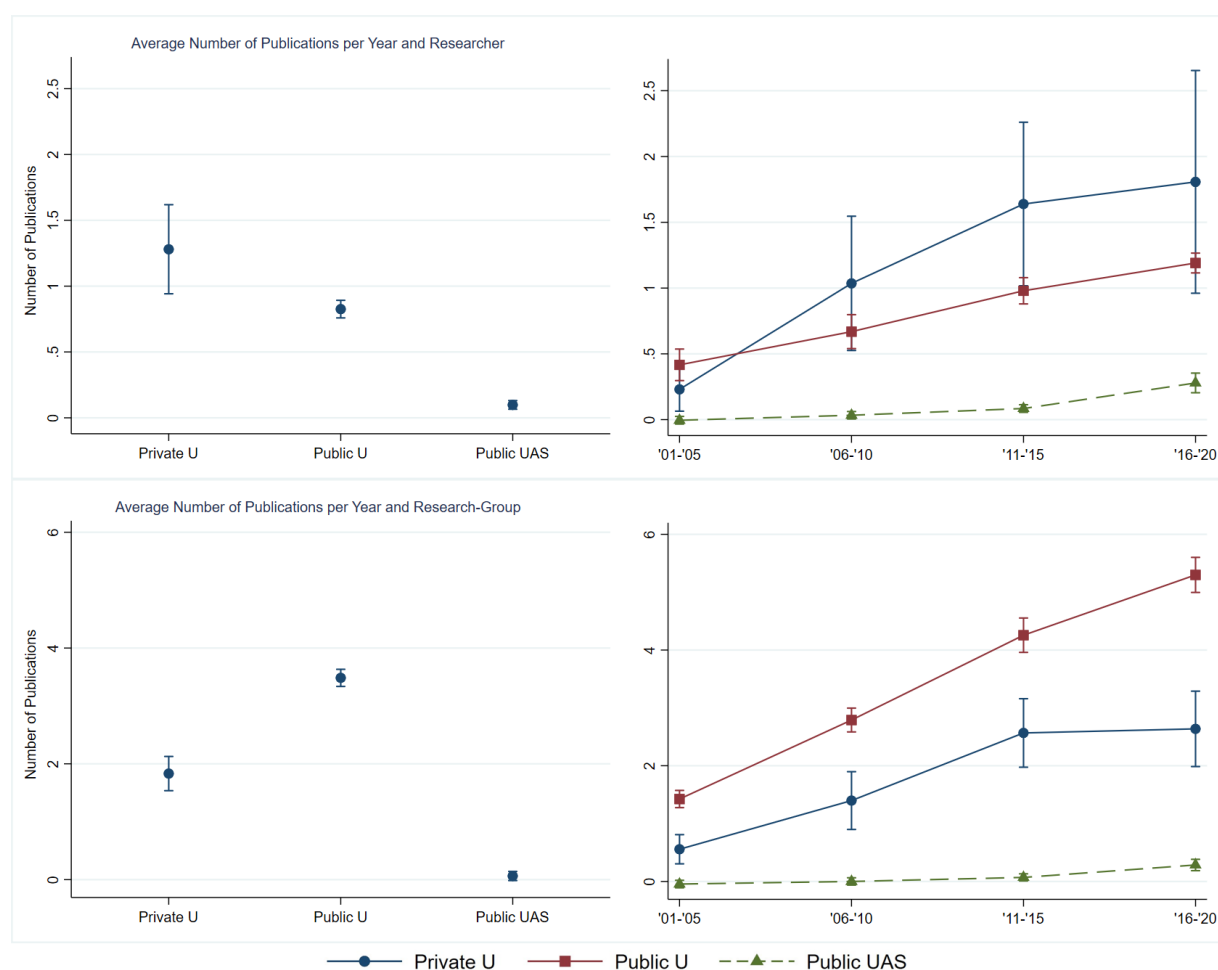 Average Number of Publications per Year and Researcher
Number of Publications
2.5
2
1.5
1
.5
0
Private U
Public U
Public UAS
2.5
2
1.5
1
.5
0
'01-'05
'06-'10
'11-'15
'16-'20
Average Number of Publications per Year and Research-Group
Number of Publications
6
4
2
0
Private U
Public U
Public UAS
6
4
2
0
'01-'05
'06-'10
'11-'15
'16-'20
Private U
Public U
Public UAS